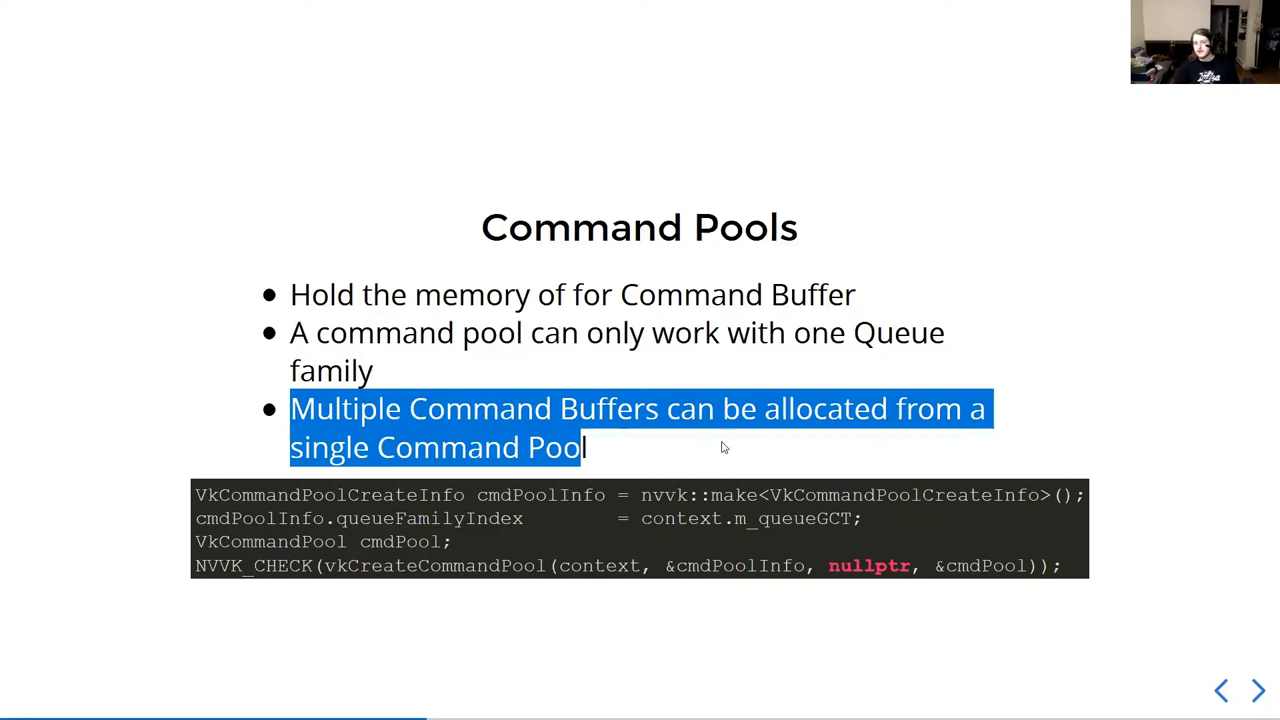 Command Pools
● Hold the memory of for Command Buffer
● A command pool can only work with one Queue
family
● Multiple Command Buffers can be allocated from a
single Command Pool
VkCommandPoolCreateInfo cmdPoolInfo = nvvk::make<VkCommandPoolCreateInfo>();
cmdPoolInfo.queueFamilyIndex        = context.m_queueGCT;
VkCommandPool cmdPool;
NVVK_CHECK(vkCreateCommandPool(context, &cmdPoolInfo, nullptr, &cmdPool));